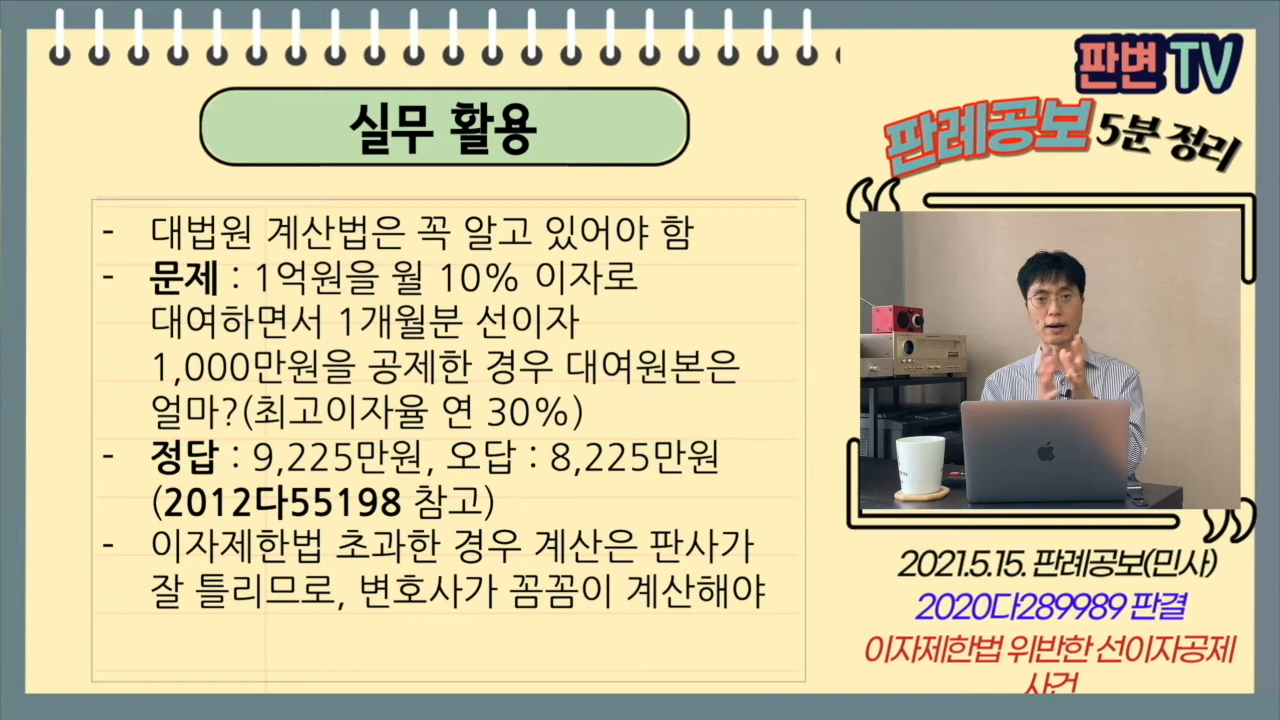 판변TV
판례공보 5분 정리
실무 활용
- 대법원 계산법은 꼭 알고 있어야 함
- 문제 : 1억원을 월 10% 이자로
대여하면서 1개월분 선이자
1,000만원을 공제한 경우 대여원본은
얼마?(최고이자율 연 30%)
- 정답 : 9,225만원, 오답 : 8,225만원
(2012다55198 참고)
- 이자제한법 초과한 경우 계산은 판사가
잘 틀리므로, 변호사가 꼼꼼이 계산해야
2021.5.15. 판례공보(민사)
2020다289989 판결
이자제한법 위반한 선이자공제
사건